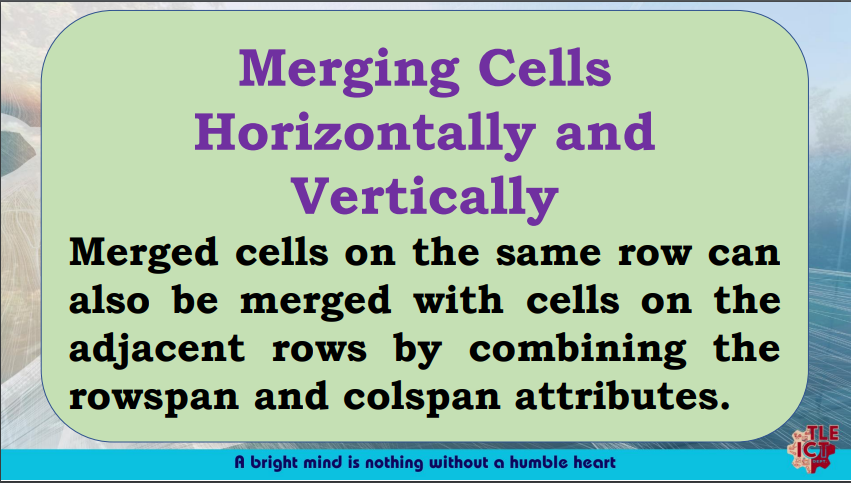 Merging Cells
Horizontally and
Vertically
Merged cells on the same row can
also be merged with cells on the
adjacent rows by combining the
rowspan and colspan attributes.
A bright mind is nothing without a humble heart
TLE
ICT
DEPT